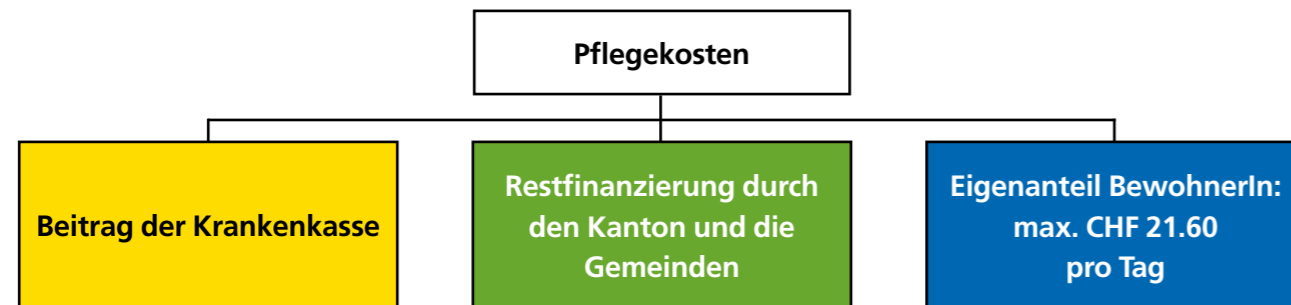 Pflegekosten
Beitrag der Krankenkasse
Restfinanzierung durch
den Kanton und die
Gemeinden
Eigenanteil BewohnerIn:
max. CHF 21.60
pro Tag